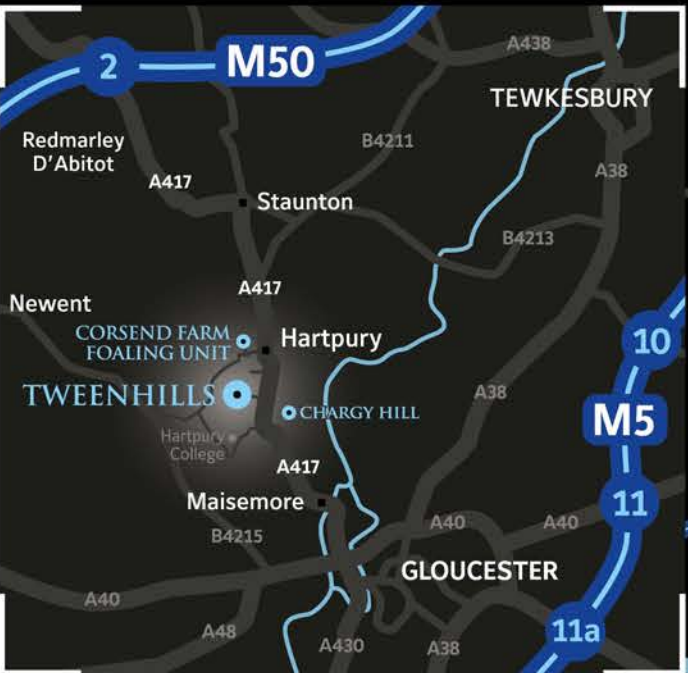 A438
2
M50
TEWKESBURY
Redmarley
D'Abitot
B4211
A417
A38
Staunton
B4213
A417
Newent
CORSEND FARM
FOALING UNIT
Hartpury
10
TWEENHILLS
A38
CHARGY HILL
M5
Hartpury
College
A417
Maisemore
11
A40
A40
B4215
GLOUCESTER
A40
A48
A430
A38
11a